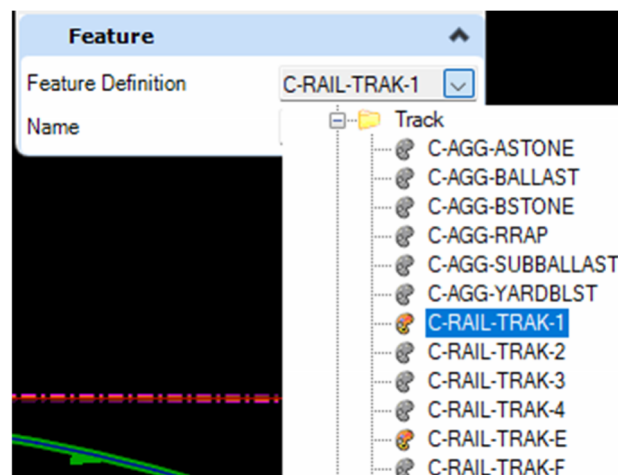 Feature
Feature Definition
C-RAIL-TRAK-1
Name
Track
C-AGG-ASTONE
C-AGG-BALLAST
C-AGG-BSTONE
C-AGG-RRAP
C-AGG-SUBBALLAST
C-AGG-YARDBLST
C-RAIL-TRAK-1
C-RAIL-TRAK-2
C-RAIL-TRAK-3
C-RAIL-TRAK-4
C-RAIL-TRAK-E
C-RAIL-TRAK-F